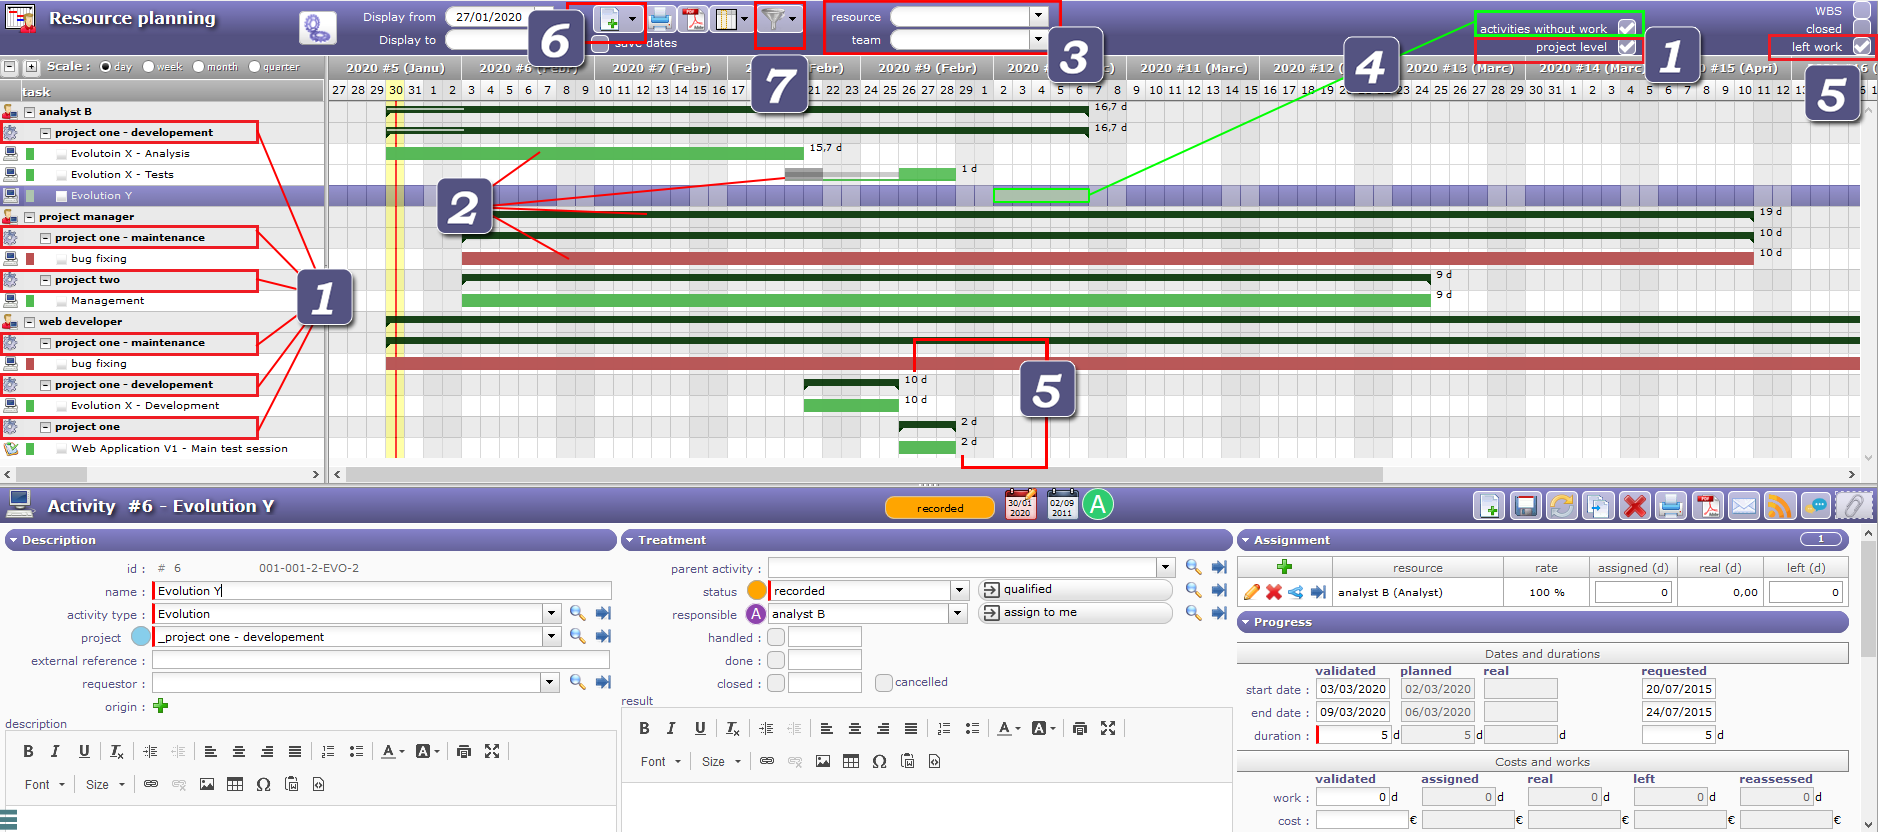 Resource planning
Display from 27/01/2020
Display to
6
save dates
7
resource
team
3
4
activities without work
project level
1
WBS
closed
left work
5
Scale : day week month quarter
task
2020 #5 (Janu) 2020 #6 (Febr) 2020 #7 (Febr) 2020 #9 (Febr) 2020 # 2020 #11 (Marc) 2020 #12 2020 #13 (Marc) 2020 #14 (Marc) #15 (Apri)
27 28 29 30 31 1 2 3 4 5 6 7 8 9 10 11 12 13 14 15 16 17 18 21 22 23 24 25 26 27 28 29 1 2 3 4 5 6 7 8 9 10 11 12 13 14 15 16 17 18 19 20 21 22 23 24 25 26 27 28 29 30 31 1 2 3 4 5 6 7 8 9 10 11 12 13
analyst B 16,7 d
project one - developement 16,7 d
Evolutoin X - Analysis 15,7 d
Evolution X - Tests 1 d
Evolution Y
2
project manager 19 d
project one - maintenance 10 d
bug fixing 10 d
project two 9 d
Management 9 d
1
web developer
project one - maintenance
bug fixing
project one - developement 10 d
5
Evolution X - Development 10 d
project one 2 d
Web Application V1 - Main test session 2 d
Activity #6 - Evolution Y
recorded
30/01 2020
02/09 2011
A
Description
id : # 6 001-001-2-EVO-2
name : Evolution Y
activity type : Evolution
project _project one - developement
external reference :
requestor :
origin :
description
B I U
Font Size
Treatment
parent activity :
status recorded qualified
responsible A analyst B assign to me
handled :
done :
closed : cancelled
result
B I U
Font Size
Assignment 1
resource rate assigned (d) real (d) left (d)
analyst B (Analyst) 100 % 0 0,00 0
Progress
Dates and durations
validated planned real requested
start date : 03/03/2020 02/03/2020 20/07/2015
end date : 09/03/2020 06/03/2020 24/07/2015
duration : 5 d 5 d d 5 d
Costs and works
validated assigned real left reassessed
work : 0 d 0 d 0 d 0 d 0 d
cost : € € € € €